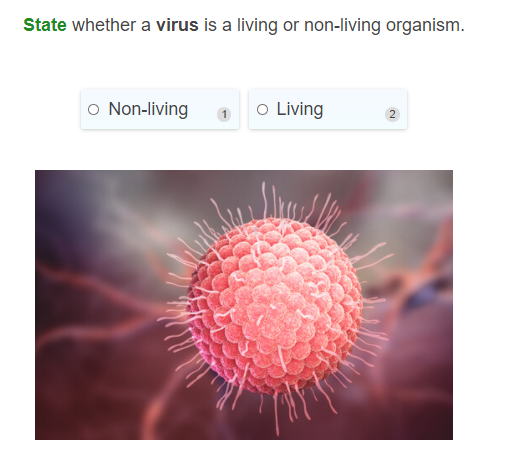 State whether a virus is a living or non-living organism.
Non-living 1 Living 2